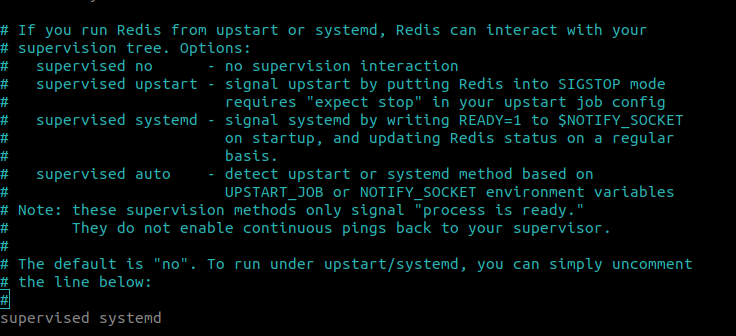 # If you run Redis from upstart or systemd, Redis can interact with your
# supervision tree. Options:
#   supervised no      - no supervision interaction
#   supervised upstart - signal upstart by putting Redis into SIGSTOP mode
#                        requires "expect stop" in your upstart job config
#   supervised systemd - signal systemd by writing READY=1 to $NOTIFY_SOCKET
#                        on startup, and updating Redis status on a regular
#                        basis.
#   supervised auto    - detect upstart or systemd method based on
#                        UPSTART_JOB or NOTIFY_SOCKET environment variables
# Note: these supervision methods only signal "process is ready."
#       They do not enable continuous pings back to your supervisor.
#
# The default is "no". To run under upstart/systemd, you can simply uncomment
# the line below:
#
supervised systemd